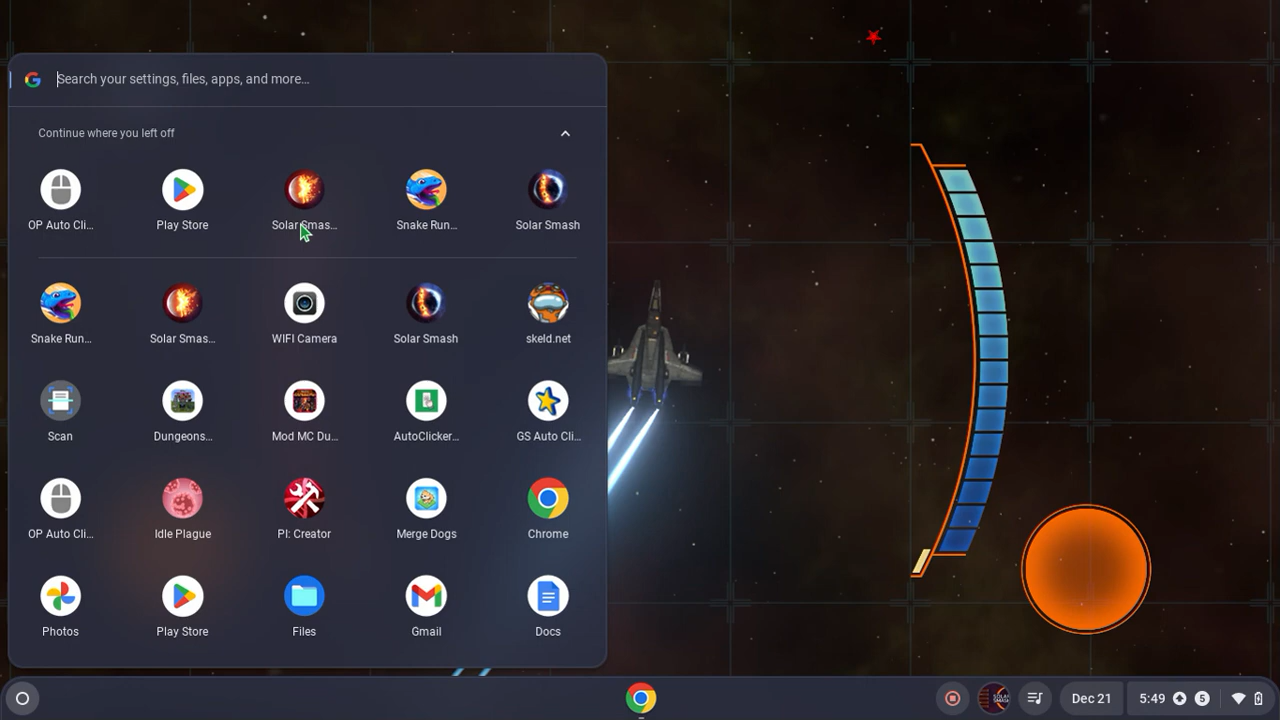 Search your settings, files, apps, and more...
Continue where you left off
OP Auto Cli...
Play Store
Solar Smas...
Snake Run...
Solar Smash
Snake Run...
Solar Smas...
WIFI Camera
Solar Smash
skeld.net
Scan
Dungeons...
Mod MC Du...
AutoClicker...
GS Auto Cli...
OP Auto Cli...
Idle Plague
PI: Creator
Merge Dogs
Chrome
Photos
Play Store
Files
Gmail
Docs
Dec 21
5:49
5